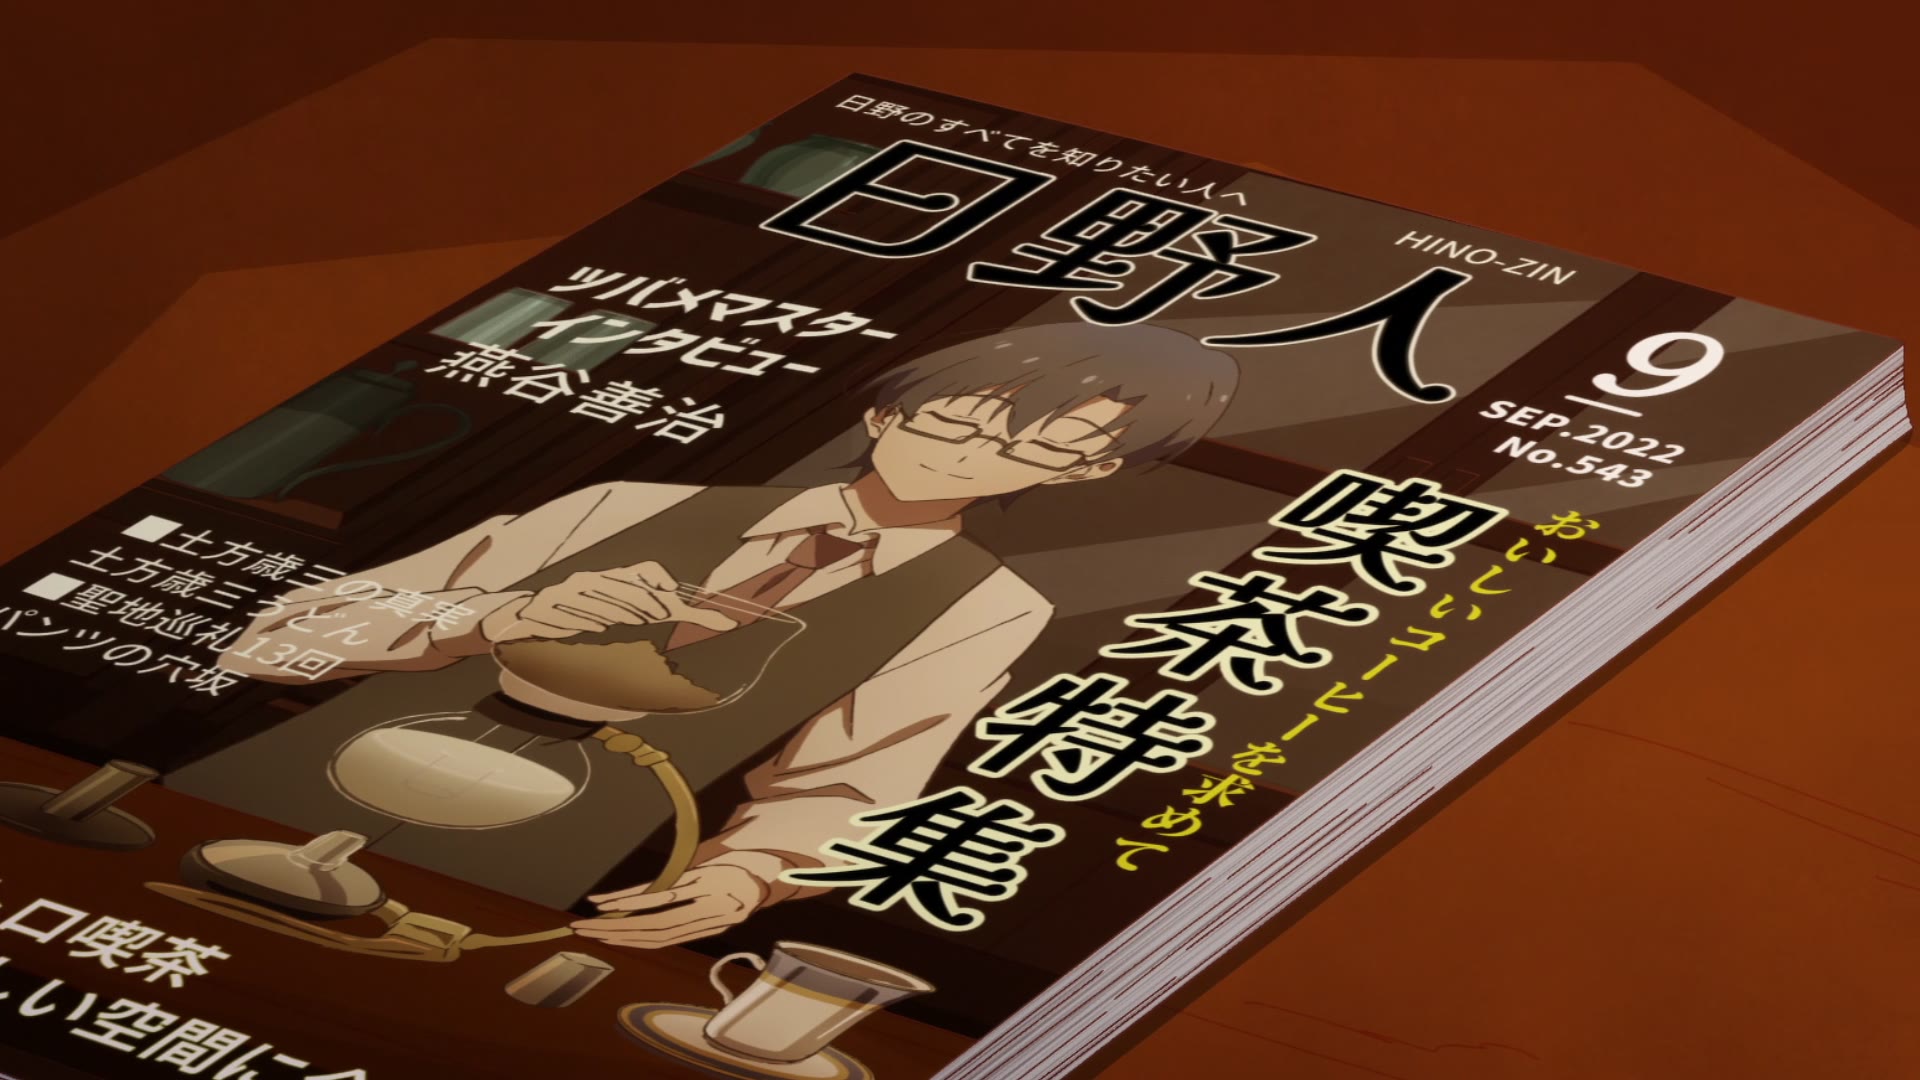 日野のすべてを知りたい人へ
日野人
HINO-ZIN
9
SEP.2022
No.543
ツバメマスター
インタビュー
燕谷善治
おいしいコーヒーを求めて
喫茶特集
■土方歳三の真実
土方歳三うどん
■聖地巡礼13回
パンツの穴坂
口喫茶
しい空間に